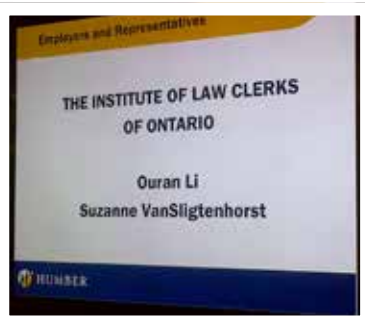 Employers and Representatives
THE INSTITUTE OF LAW CLERKS
OF ONTARIO
Ouran Li
Suzanne VanSligtenhorst
HUMBER